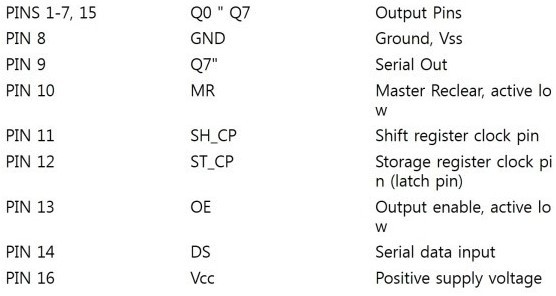 PINS 1-7, 15 Q0 " Q7 Output Pins
PIN 8 GND Ground, Vss
PIN 9 Q7" Serial Out
PIN 10 MR Master Reclear, active lo
w
PIN 11 SH_CP Shift register clock pin
PIN 12 ST_CP Storage register clock pi
n (latch pin)
PIN 13 OE Output enable, active lo
w
PIN 14 DS Serial data input
PIN 16 Vcc Positive supply voltage